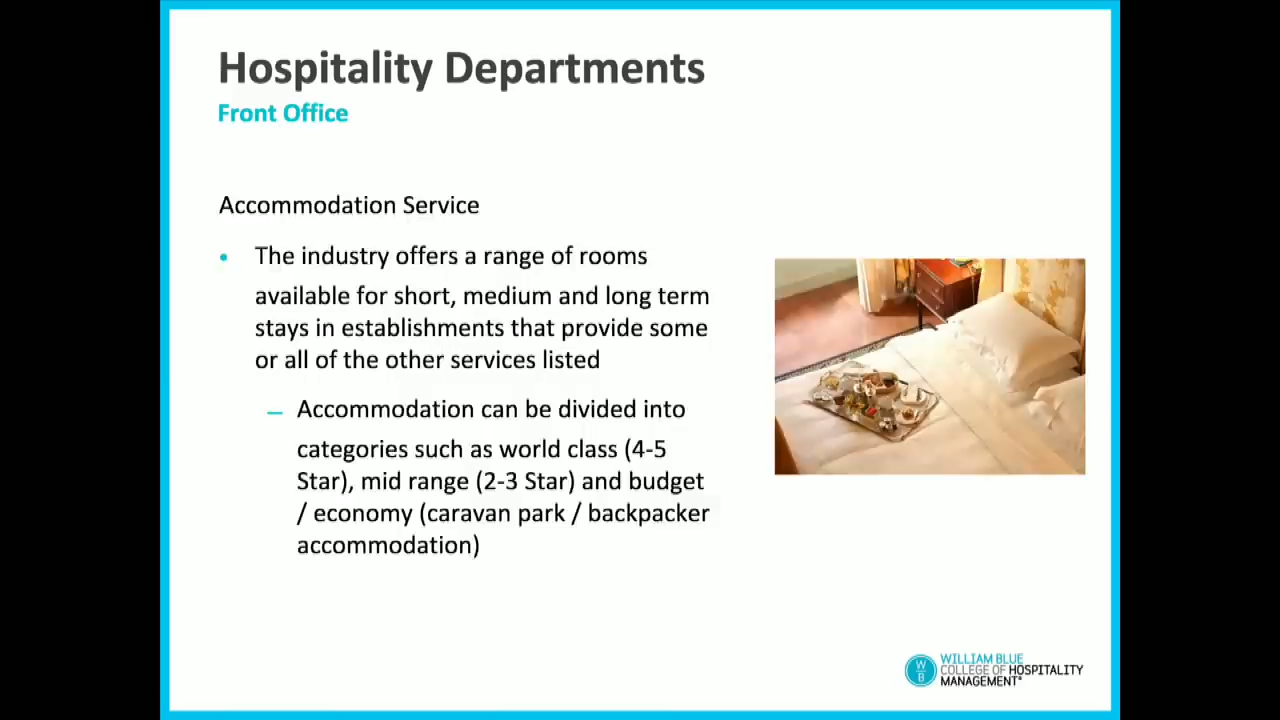 Hospitality Departments
Front Office
Accommodation Service
• The industry offers a range of rooms
available for short, medium and long term
stays in establishments that provide some
or all of the other services listed
– Accommodation can be divided into
categories such as world class (4-5
Star), mid range (2-3 Star) and budget
/ economy (caravan park / backpacker
accommodation)
W
B
WILLIAM BLUE
COLLEGE OF HOSPITALITY
MANAGEMENT®